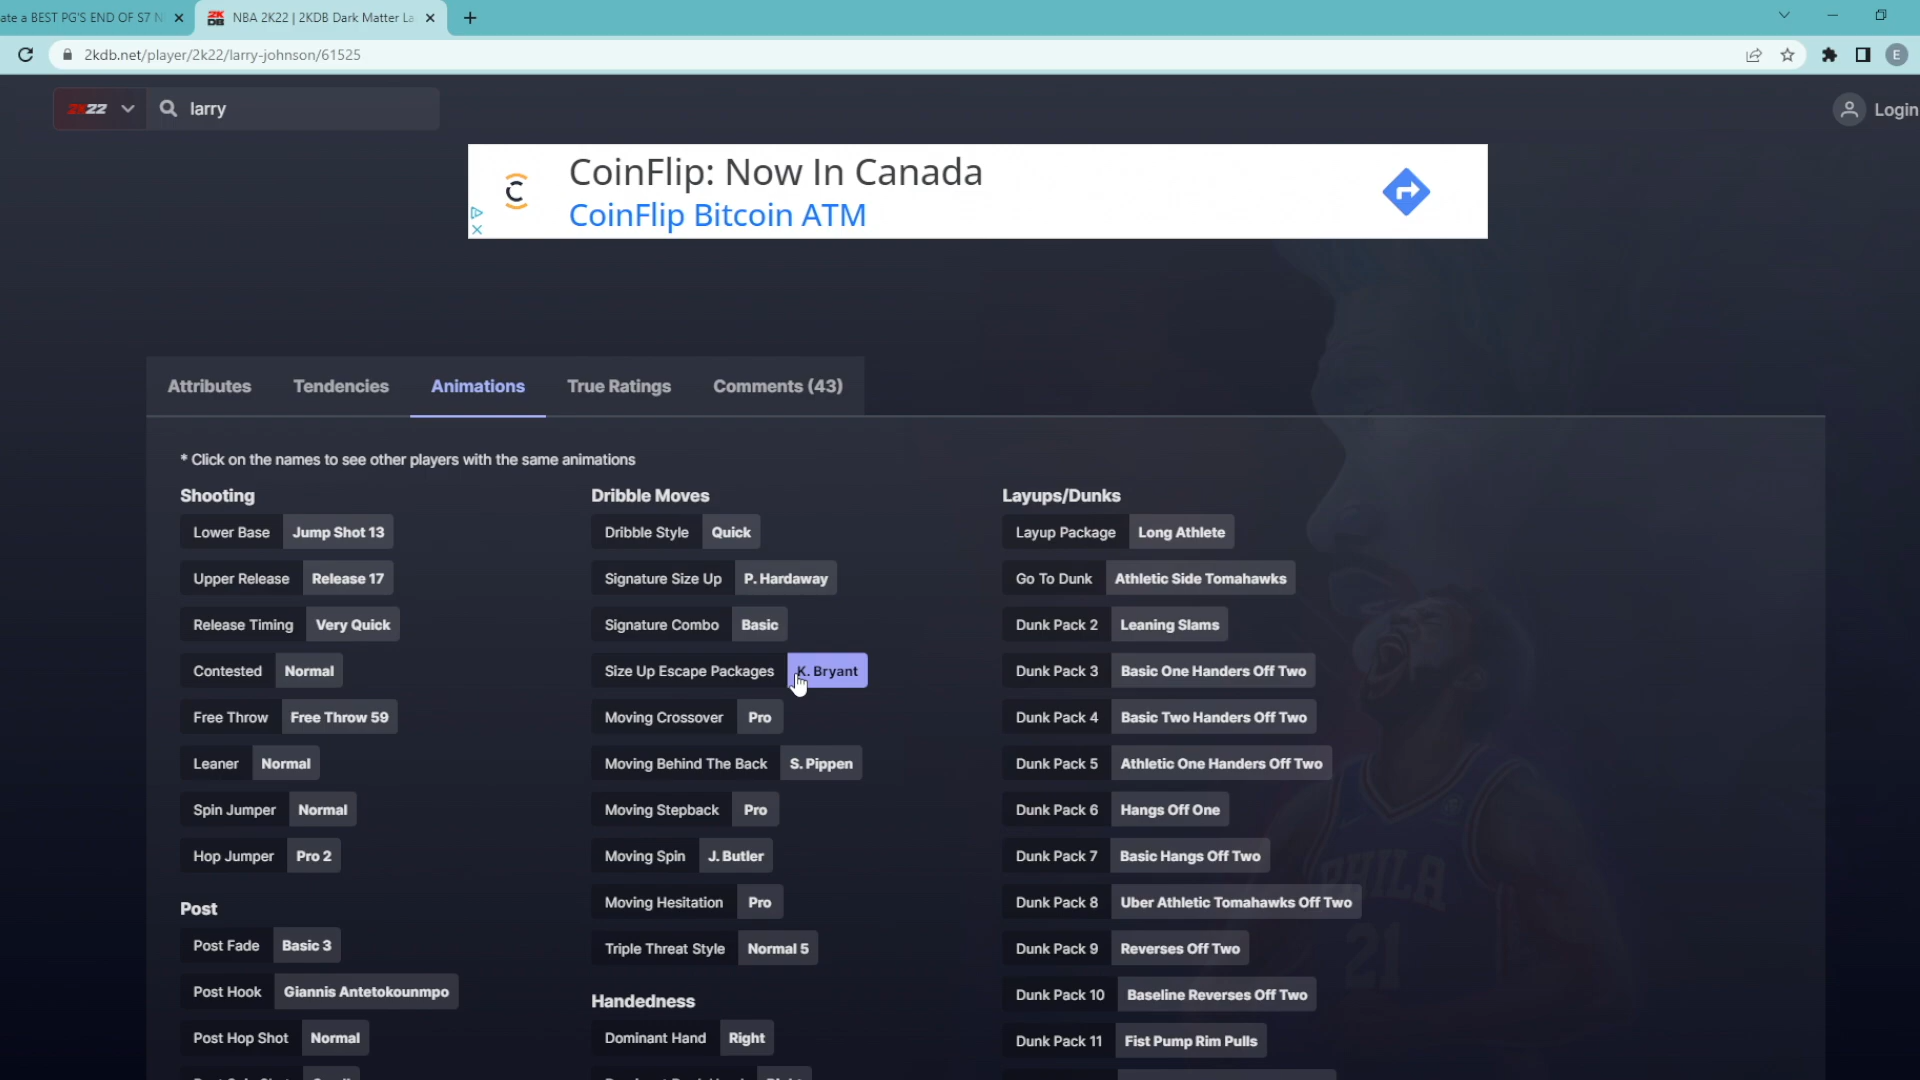 ate a BEST PG'S END OF S7 N
NBA 2K22 | 2KDB Dark Matter La
2kdb.net/player/2k22/larry-johnson/61525
E
2K22
larry
Login
CoinFlip: Now In Canada
CoinFlip Bitcoin ATM
Attributes Tendencies Animations True Ratings Comments (43)
* Click on the names to see other players with the same animations
Shooting
Lower Base Jump Shot 13
Upper Release Release 17
Release Timing Very Quick
Contested Normal
Free Throw Free Throw 59
Leaner Normal
Spin Jumper Normal
Hop Jumper Pro 2
Post
Post Fade Basic 3
Post Hook Giannis Antetokounmpo
Post Hop Shot Normal
Dribble Moves
Dribble Style Quick
Signature Size Up P. Hardaway
Signature Combo Basic
Size Up Escape Packages K. Bryant
Moving Crossover Pro
Moving Behind The Back S. Pippen
Moving Stepback Pro
Moving Spin J. Butler
Moving Hesitation Pro
Triple Threat Style Normal 5
Handedness
Dominant Hand Right
Layups/Dunks
Layup Package Long Athlete
Go To Dunk Athletic Side Tomahawks
Dunk Pack 2 Leaning Slams
Dunk Pack 3 Basic One Handers Off Two
Dunk Pack 4 Basic Two Handers Off Two
Dunk Pack 5 Athletic One Handers Off Two
Dunk Pack 6 Hangs Off One
Dunk Pack 7 Basic Hangs Off Two
Dunk Pack 8 Uber Athletic Tomahawks Off Two
Dunk Pack 9 Reverses Off Two
Dunk Pack 10 Baseline Reverses Off Two
Dunk Pack 11 Fist Pump Rim Pulls
PHILA
21